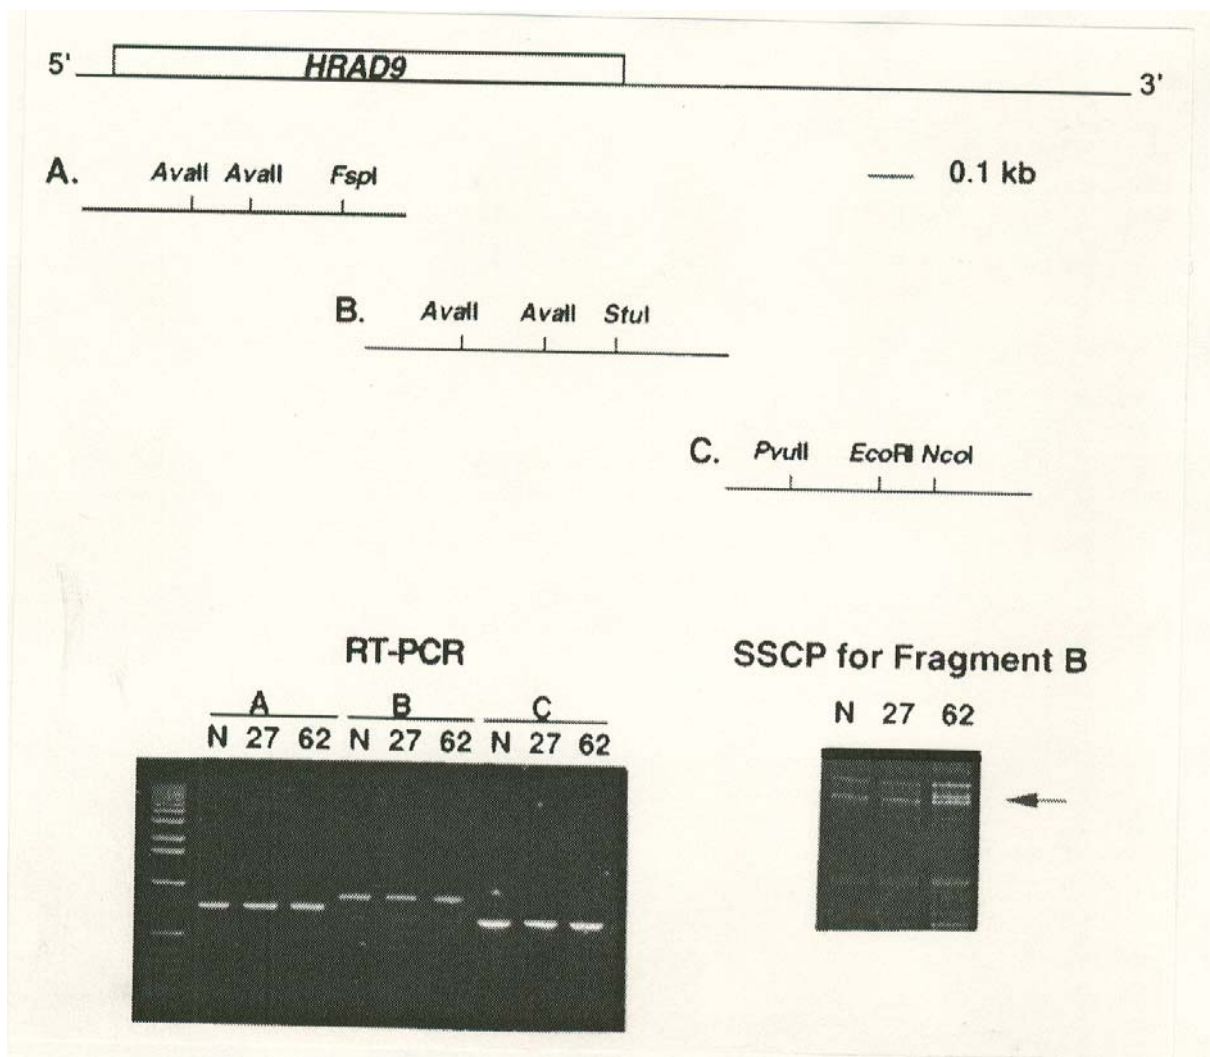 5' HRAD9 3'
A. AvaII AvaII FspI 0.1 kb
B. AvaII AvaII StuI
C. PvuII EcoRI NcoI
RT-PCR SSCP for Fragment B
A B C
N 27 62 N 27 62 N 27 62
N 27 62